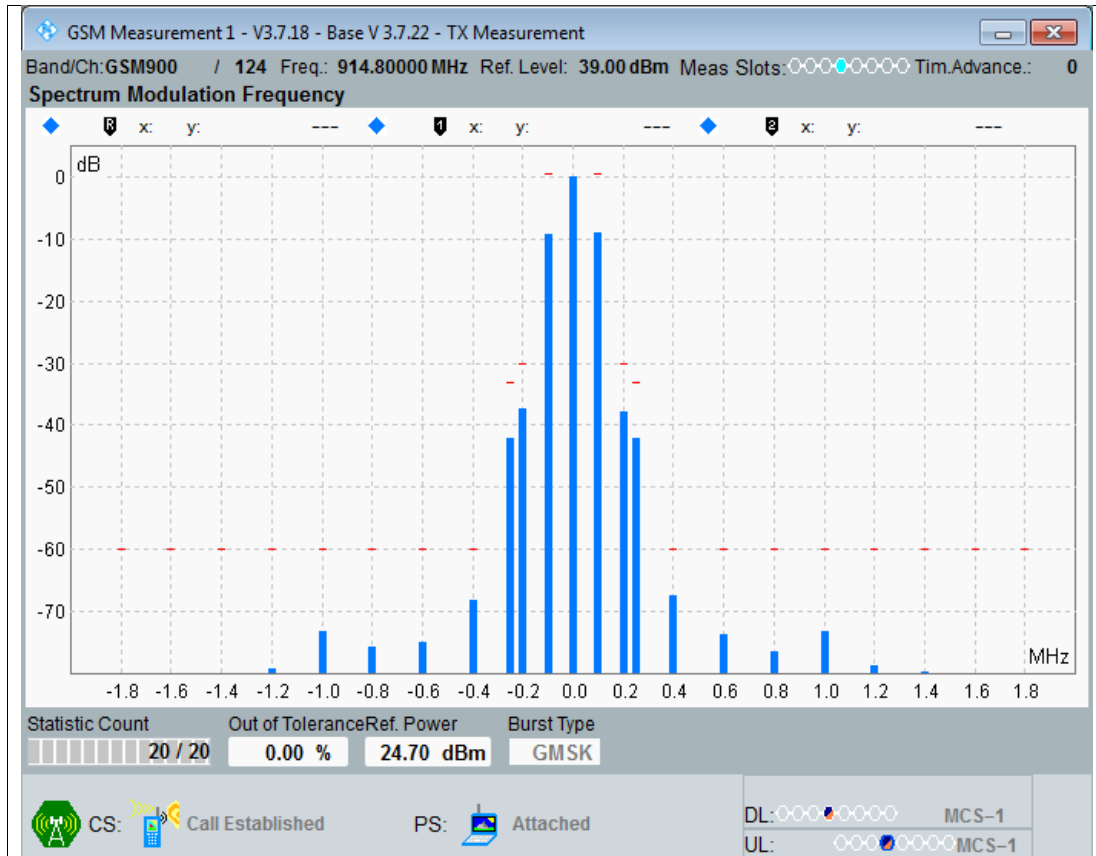 GSM Measurement 1 - V3.7.18 - Base V 3.7.22 - TX Measurement
Band/Ch:GSM900 / 124 Freq.: 914.80000 MHz Ref. Level: 39.00 dBm Meas Slots: Tim.Advance.: 0
Spectrum Modulation Frequency
R x: y: --- 1 x: y: --- 2 x: y: ---
dB
0
-10
-20
-30
-40
-50
-60
-70
MHz
-1.8 -1.6 -1.4 -1.2 -1.0 -0.8 -0.6 -0.4 -0.2 0.0 0.2 0.4 0.6 0.8 1.0 1.2 1.4 1.6 1.8
Statistic Count Out of Tolerance Ref. Power Burst Type
20 / 20 0.00 % 24.70 dBm GMSK
CS: Call Established PS: Attached DL: MCS-1
UL: MCS-1